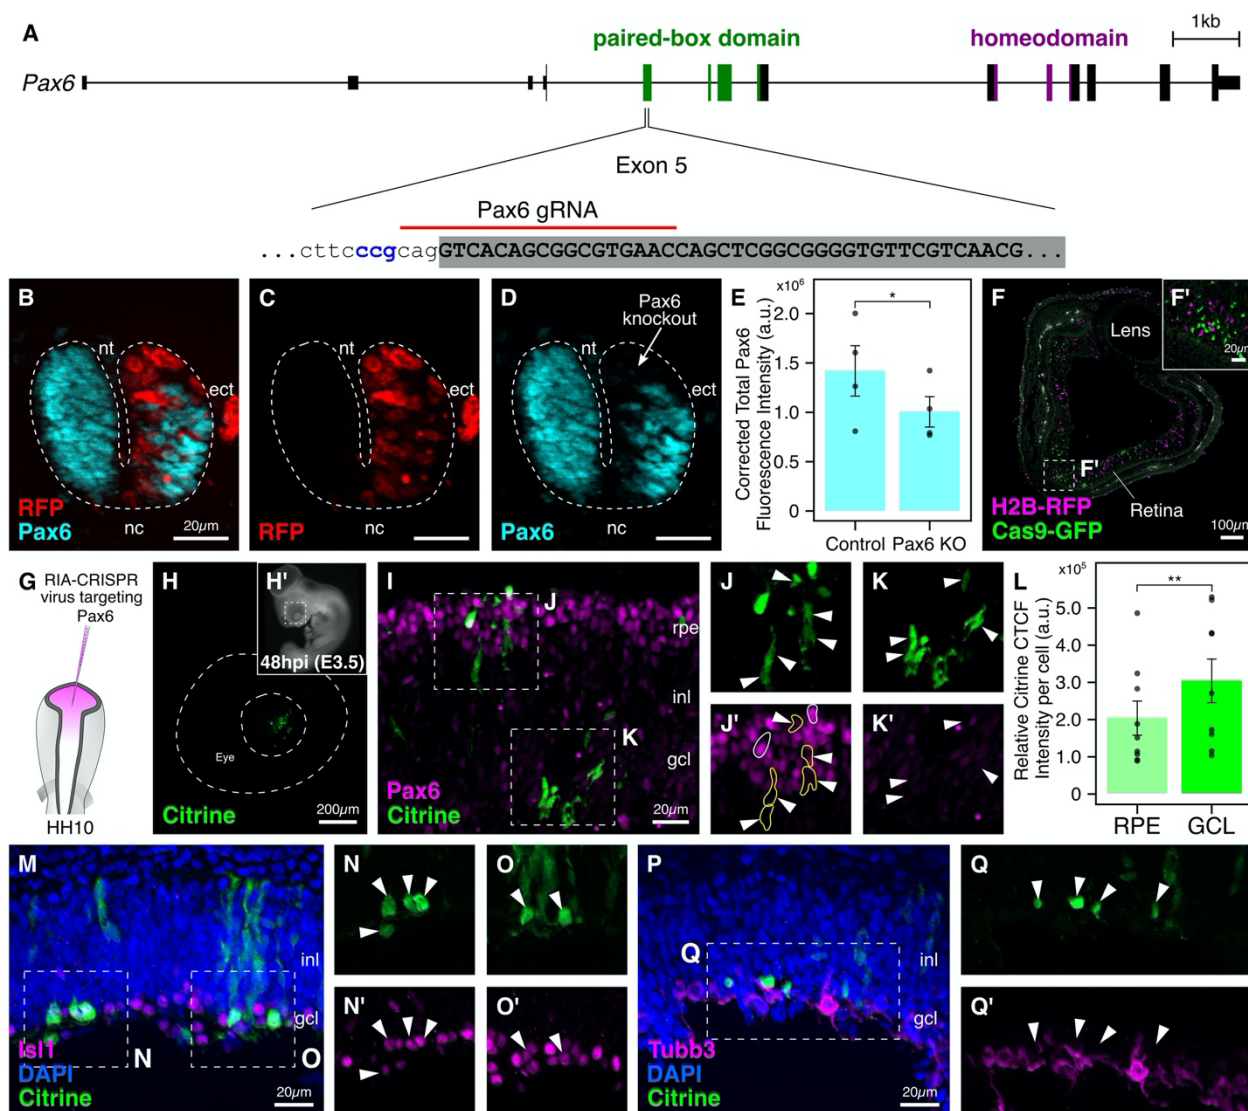 A
paired-box domain
homeodomain
1kb
Pax6
Exon 5
Pax6 gRNA
...cttcccgcagGTCACAGCGGCGTGAACCAGCTCGGCGGGGTGTTCGTCAACG...
B
nt
ect
RFP
Pax6
nc
20µm
C
nt
ect
RFP
nc
D
Pax6
knockout
nt
ect
Pax6
nc
E
x10⁶
Corrected Total Pax6
Fluorescence Intensity (a.u.)
*
2.0
1.5
1.0
0.5
0
Control
Pax6 KO
F
Lens
F'
20µm
F'
Retina
H2B-RFP
Cas9-GFP
100µm
G
RIA-CRISPR
virus targeting
Pax6
HH10
H
H'
48hpi (E3.5)
Eye
Citrine
200µm
I
J
rpe
inl
K
gcl
Pax6
Citrine
20µm
J
K
J'
K'
L
x10⁵
Relative Citrine CTCF
Intensity per cell (a.u.)
**
5.0
4.0
3.0
2.0
1.0
0
RPE
GCL
M
inl
gcl
Isl1
DAPI
Citrine
N
O
20µm
N
O
N'
O'
P
Q
inl
gcl
Tubb3
DAPI
Citrine
20µm
Q
Q'